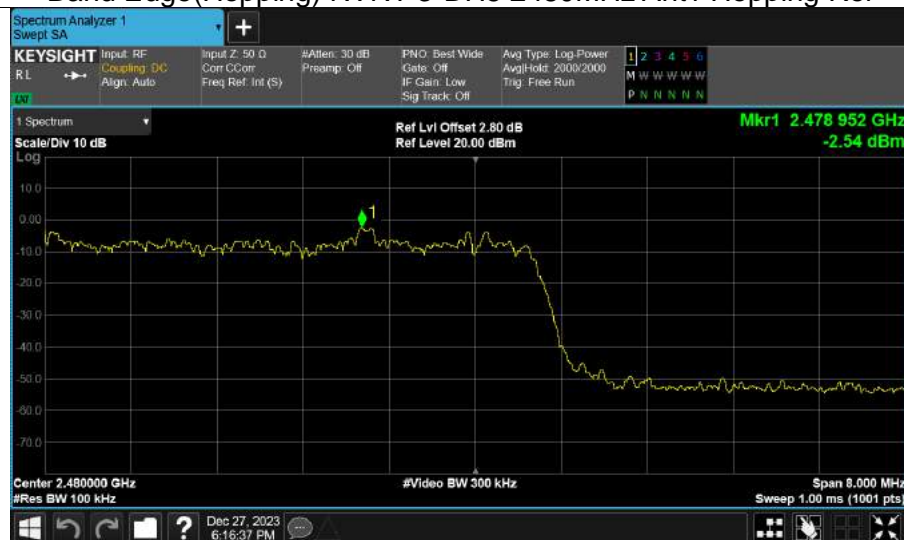 Spectrum Analyzer 1
Swept SA
+
KEYSIGHT Input: RF Input Z: 50 Ω #Atten: 30 dB PNO: Best Wide Avg Type: Log-Power 1 2 3 4 5 6
RL Coupling: DC Corr CCorr Preamp: Off Gate: Off Avg|Hold: 2000/2000 M W W W W W
Align: Auto Freq Ref: Int (S) IF Gain: Low Trig: Free Run
Sig Track: Off P N N N N N
1 Spectrum
Ref Lvl Offset 2.80 dB Mkr1 2.478 952 GHz
Scale/Div 10 dB Ref Level 20.00 dBm -2.54 dBm
Log
10.0
0.00
1
-10.0
-20.0
-30.0
-40.0
-50.0
-60.0
-70.0
Center 2.480000 GHz #Video BW 300 kHz Span 8.000 MHz
#Res BW 100 kHz Sweep 1.00 ms (1001 pts)
? Dec 27, 2023
6:16:37 PM